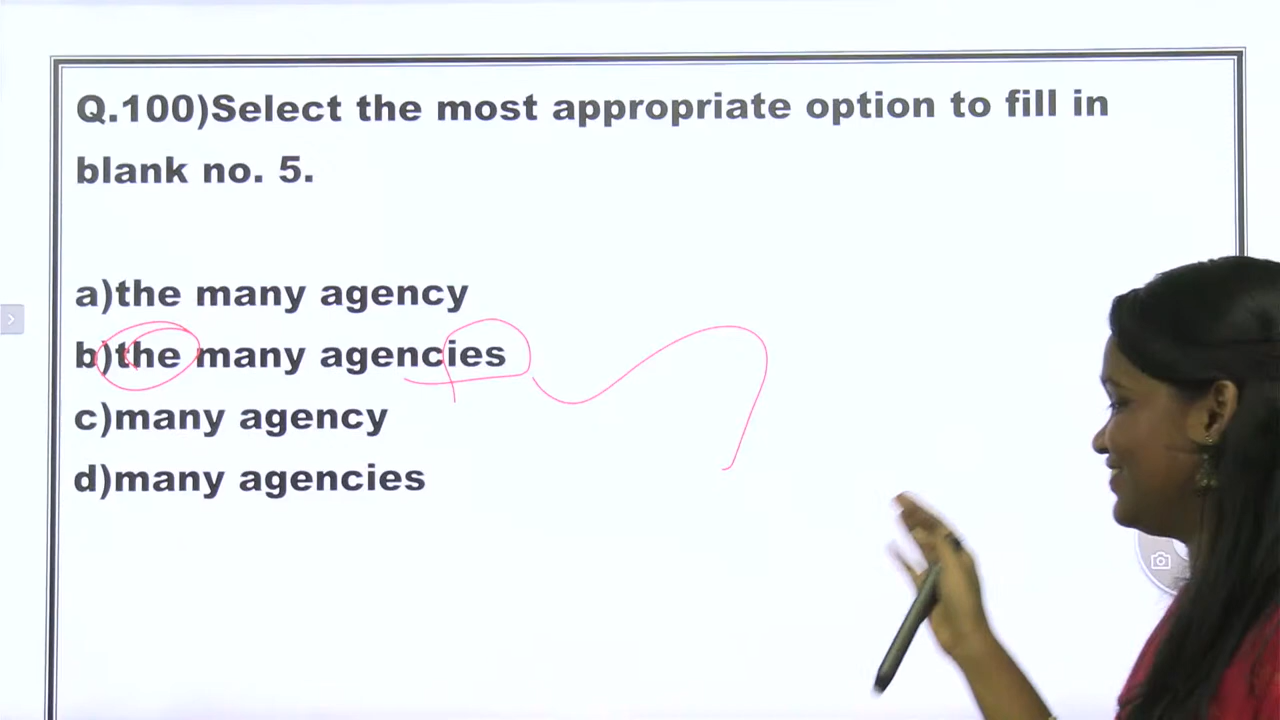 Q.100)Select the most appropriate option to fill in
blank no. 5.
a)the many agency
b)the many agencies
c)many agency
d)many agencies